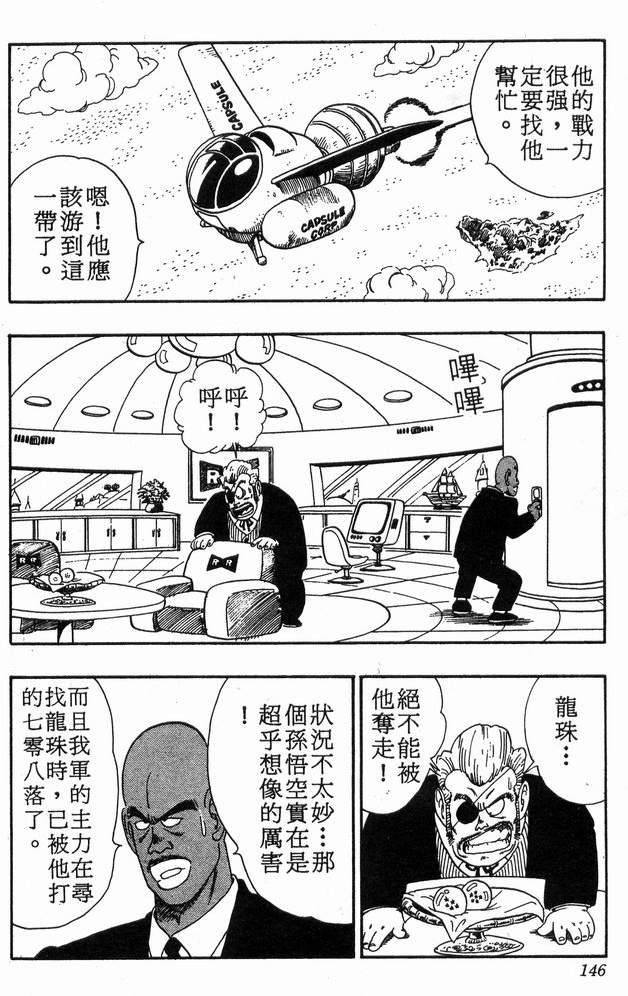 他的戰力
很强，一
定要找他
幫忙。
CAPSULE
CAPSULE
CORP.
嗯！他應
該游到這
一帶了。
嗶、
嗶
呼！
呼！
RR
RR
RR
龍珠…
絕不能被
他奪走！
狀況不太妙…那
個孫悟空實在是
超乎想像的厲害
！
而且我軍的主力在尋
找龍珠時，已被他打
的七零八落了。
146